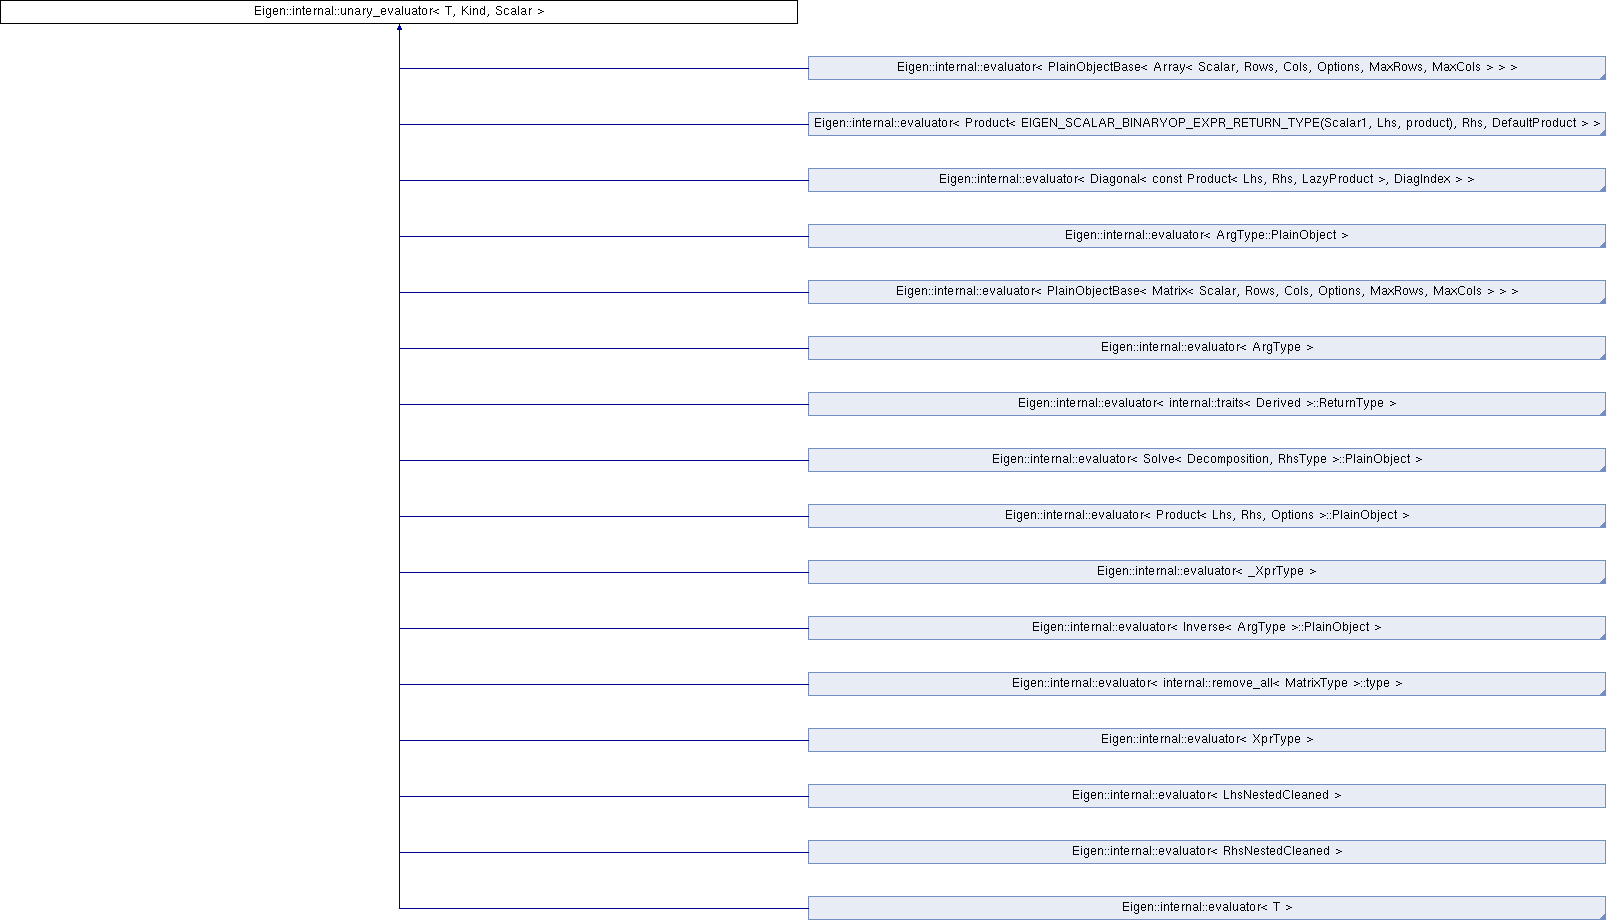 Eigen::internal::unary_evaluator< T, Kind, Scalar >
Eigen::internal::evaluator< PlainObjectBase< Array< Scalar, Rows, Cols, Options, MaxRows, MaxCols > > >
Eigen::internal::evaluator< Product< EIGEN_SCALAR_BINARYOP_EXPR_RETURN_TYPE(Scalar1, Lhs, product), Rhs, DefaultProduct > >
Eigen::internal::evaluator< Diagonal< const Product< Lhs, Rhs, LazyProduct >, DiagIndex > >
Eigen::internal::evaluator< ArgType::PlainObject >
Eigen::internal::evaluator< PlainObjectBase< Matrix< Scalar, Rows, Cols, Options, MaxRows, MaxCols > > >
Eigen::internal::evaluator< ArgType >
Eigen::internal::evaluator< internal::traits< Derived >::ReturnType >
Eigen::internal::evaluator< Solve< Decomposition, RhsType >::PlainObject >
Eigen::internal::evaluator< Product< Lhs, Rhs, Options >::PlainObject >
Eigen::internal::evaluator< _XprType >
Eigen::internal::evaluator< Inverse< ArgType >::PlainObject >
Eigen::internal::evaluator< internal::remove_all< MatrixType >::type >
Eigen::internal::evaluator< XprType >
Eigen::internal::evaluator< LhsNestedCleaned >
Eigen::internal::evaluator< RhsNestedCleaned >
Eigen::internal::evaluator< T >